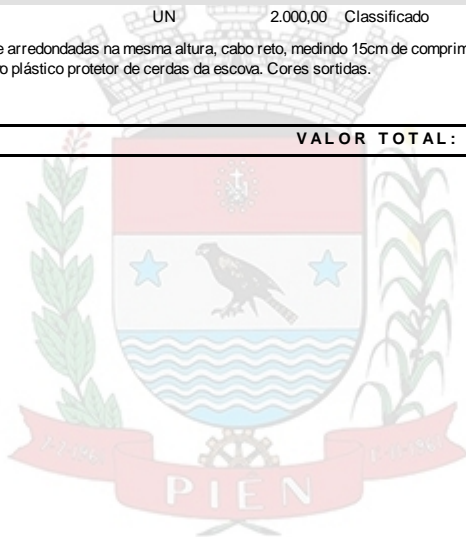 UN 2.000,00 Classificado
e arredondadas na mesma altura, cabo reto, medindo 15cm de comprim
o plástico protetor de cerdas da escova. Cores sortidas.
VALOR TOTAL:
PIÊN